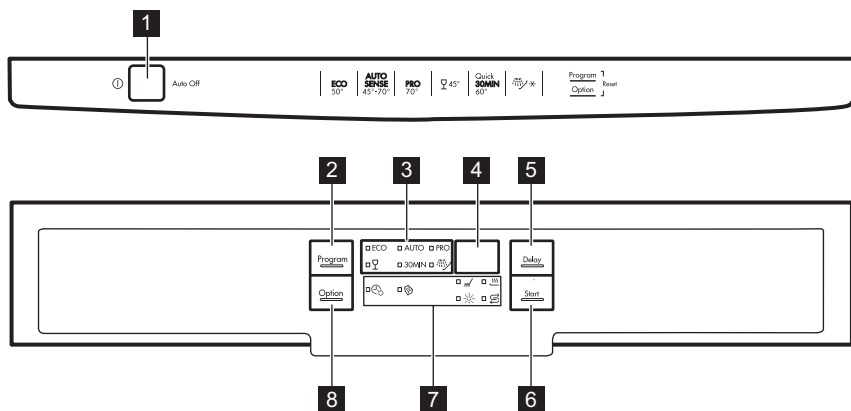 1
Auto Off
ECO 50°
AUTO SENSE 45°-70°
PRO 70°
45°
Quick 30MIN 60°
Program
Option
Reset
2
3
4
5
Program
ECO AUTO PRO
30MIN
Delay
Option
Start
8
7
6